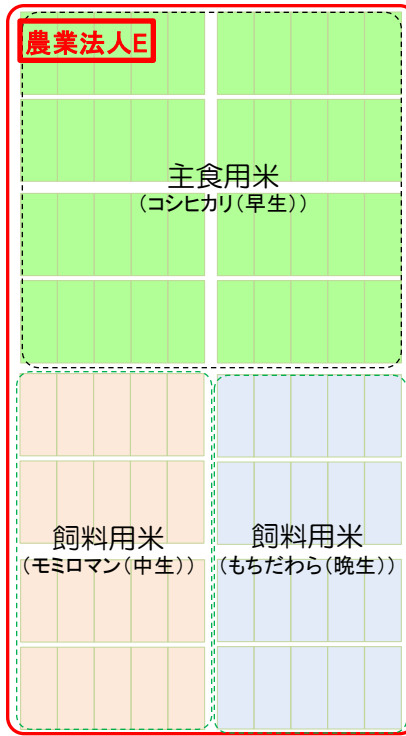 農業法人E
主食用米
（コシヒカリ（早生））
飼料用米
（モミロマン（中生））
飼料用米
（もちだわら（晩生））